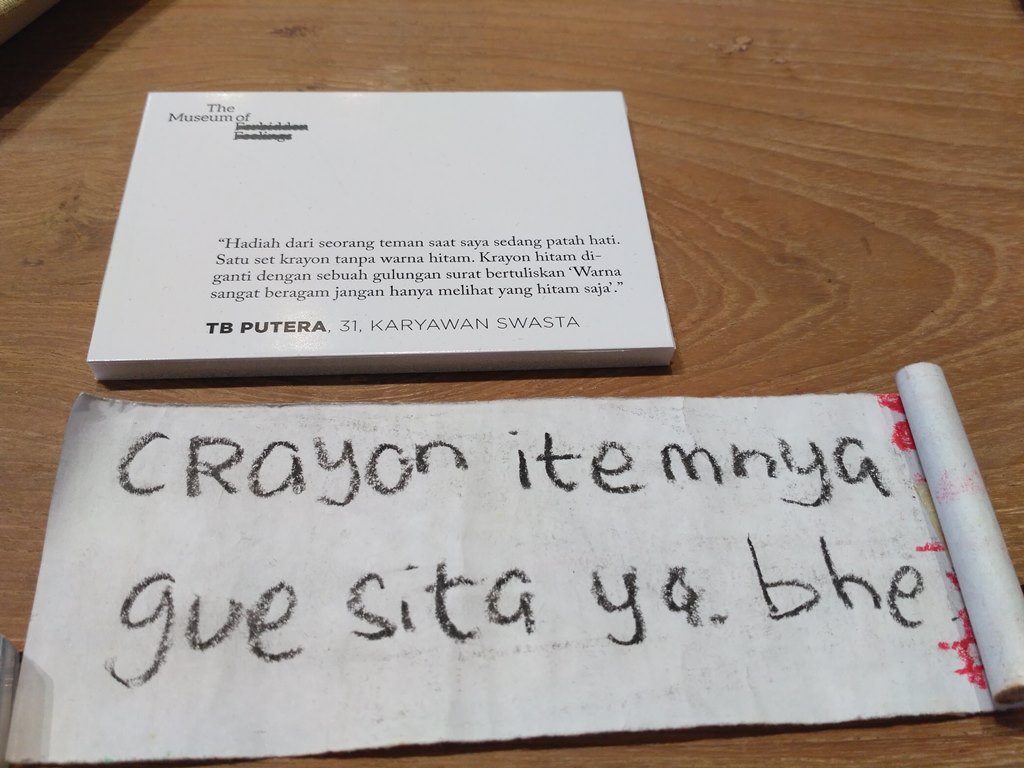 The
Museum of
Forbidden
Feelings
“Hadiah dari seorang teman saat saya sedang patah hati.
Satu set krayon tanpa warna hitam. Krayon hitam di-
ganti dengan sebuah gulungan surat bertuliskan ‘Warna
sangat beragam jangan hanya melihat yang hitam saja’.”
TB PUTERA, 31, KARYAWAN SWASTA
CRayon itemnya
gue sita ya. bhe